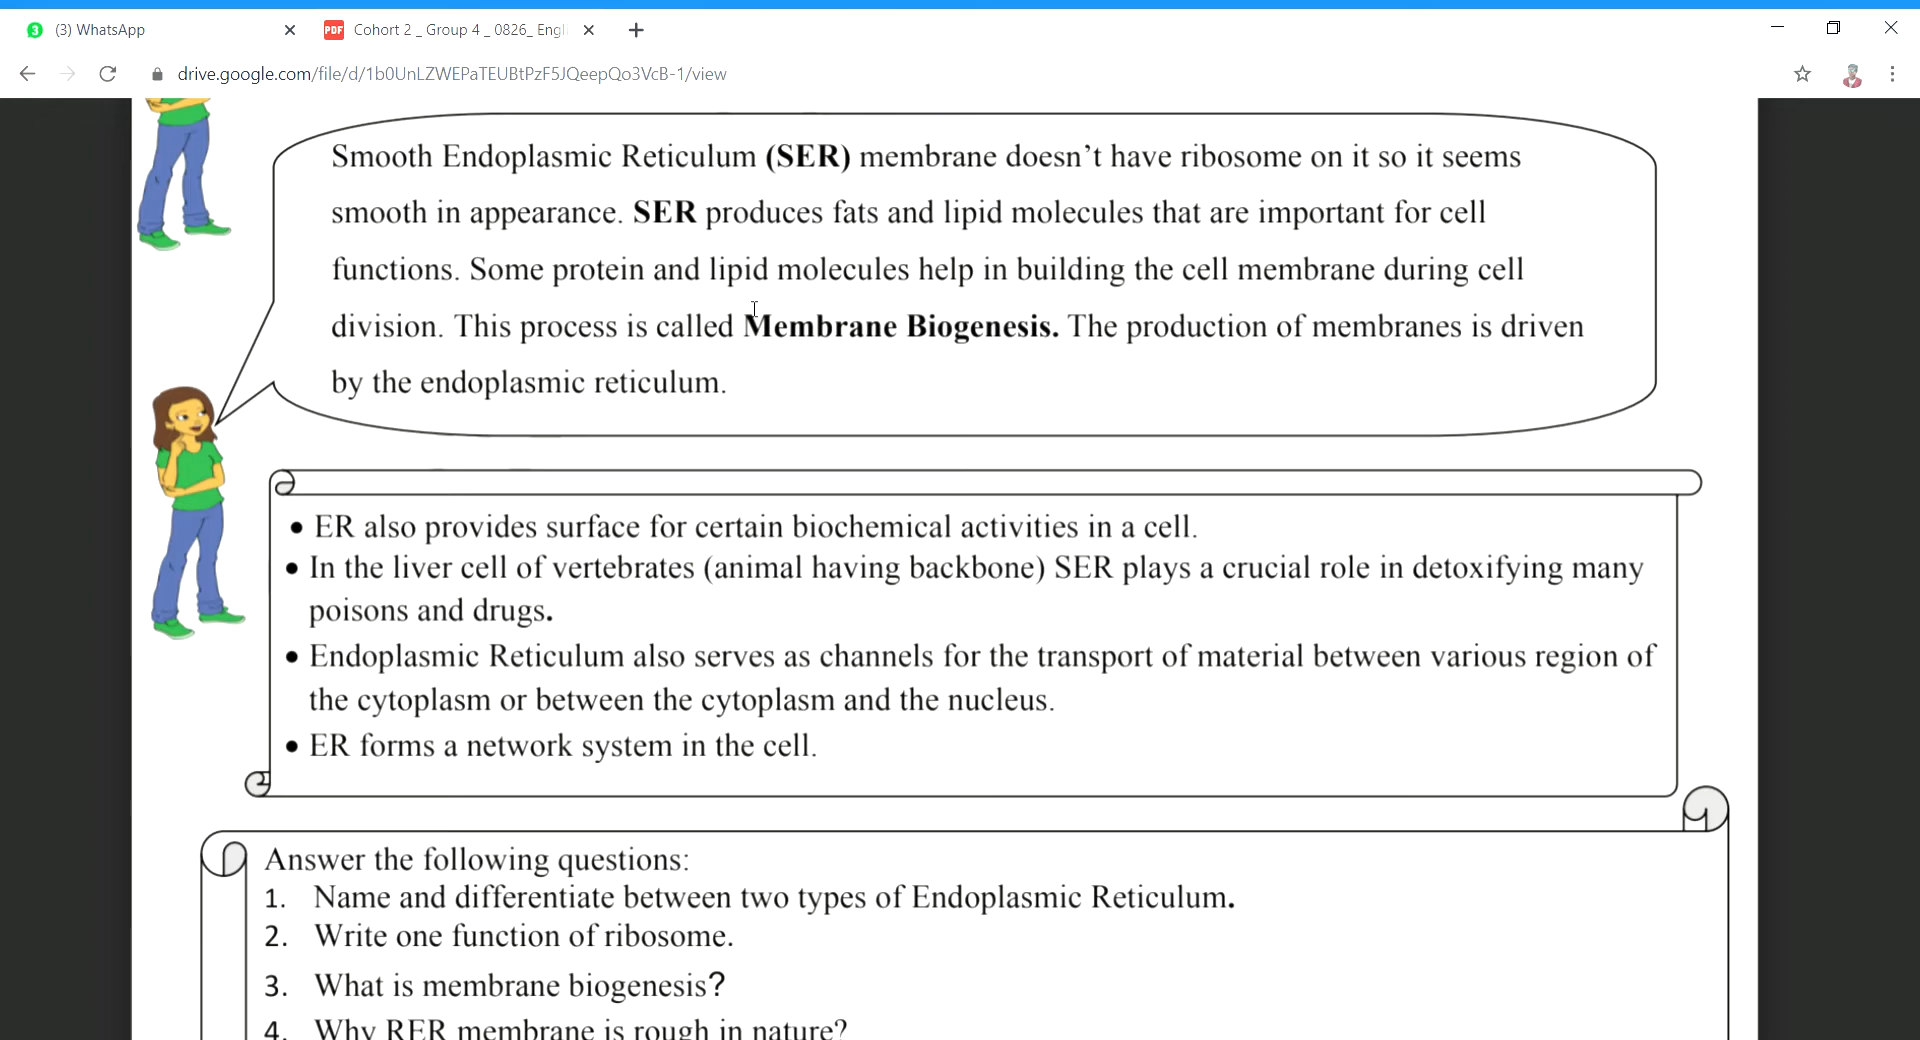 (3) WhatsApp
PDF Cohort 2 _ Group 4 _ 0826_ Engl
drive.google.com/file/d/1b0UnLZWEPaTEUBtPzF5JQeepQo3VcB-1/view
Smooth Endoplasmic Reticulum (SER) membrane doesn’t have ribosome on it so it seems
smooth in appearance. SER produces fats and lipid molecules that are important for cell
functions. Some protein and lipid molecules help in building the cell membrane during cell
division. This process is called Membrane Biogenesis. The production of membranes is driven
by the endoplasmic reticulum.
• ER also provides surface for certain biochemical activities in a cell.
• In the liver cell of vertebrates (animal having backbone) SER plays a crucial role in detoxifying many
poisons and drugs.
• Endoplasmic Reticulum also serves as channels for the transport of material between various region of
the cytoplasm or between the cytoplasm and the nucleus.
• ER forms a network system in the cell.
Answer the following questions:
1. Name and differentiate between two types of Endoplasmic Reticulum.
2. Write one function of ribosome.
3. What is membrane biogenesis?
4. Why RER membrane is rough in nature?